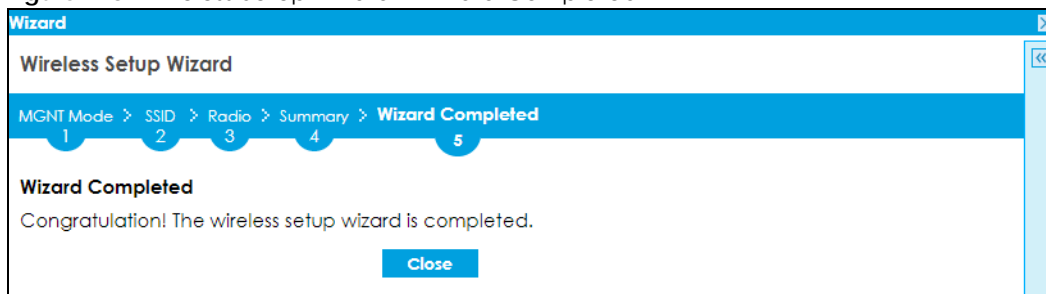 Wizard
Wireless Setup Wizard
MGNT Mode > SSID > Radio > Summary > Wizard Completed
1 2 3 4 5
Wizard Completed
Congratulation! The wireless setup wizard is completed.
Close